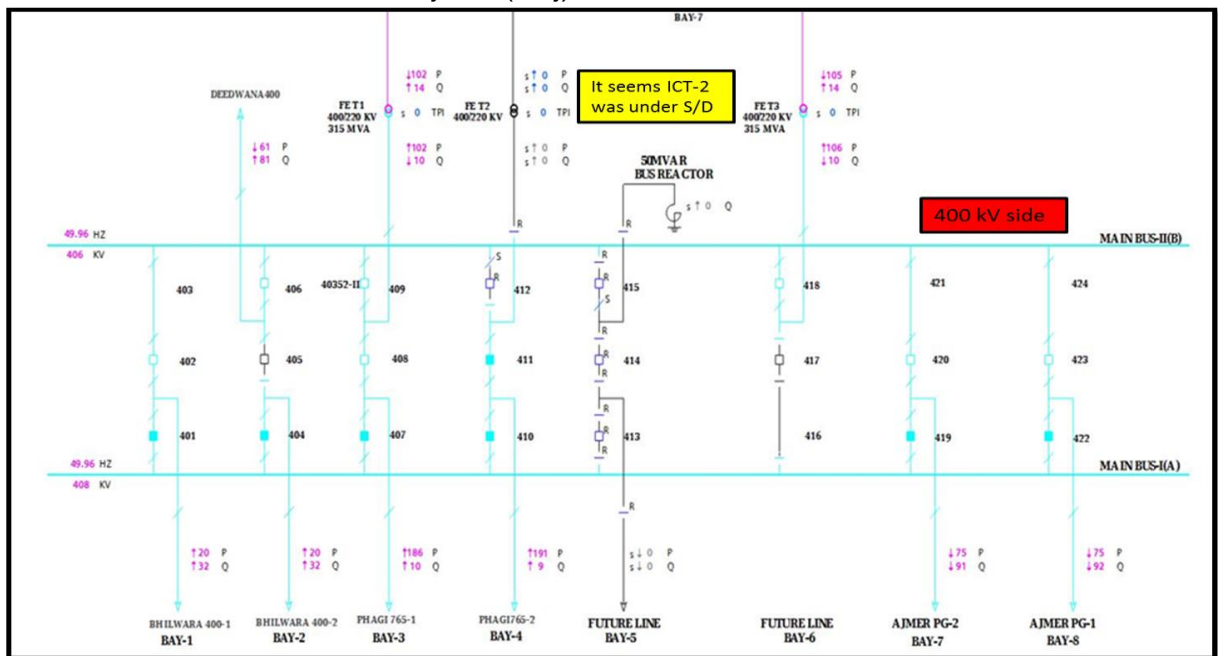 BAY-7
↓102 P
↑14 Q
s↑ 0 P
s↑ 0 Q
It seems ICT-2
was under S/D
↓105 P
↑14 Q
DEEDWANA400
FE T1
400/220 KV
315 MVA
s 0 TPI
FE T2
400/220 KV
s 0 TPI
FE T3
400/220 KV
315 MVA
s 0 TPI
↓61 P
↑81 Q
↑102 P
↓10 Q
s↑0 P
s↑0 Q
50MVAR
BUS REACTOR
s↑0 Q
↑106 P
↓10 Q
400 kV side
49.96 HZ
406 KV
R
R
MAIN BUS-II(B)
403
406
40352-II
409
S
R
412
R
R
415
S
418
421
424
402
405
408
411
R
R
414
R
R
417
420
423
401
404
407
410
R
R
413
R
416
419
422
49.96 HZ
408 KV
MAIN BUS-I(A)
R
↑20 P
↑32 Q
↑20 P
↑32 Q
↑186 P
↑10 Q
↑191 P
↑9 Q
s↓0 P
s↓0 Q
↓75 P
↓91 Q
↓75 P
↓92 Q
BHILWARA 400-1
BAY-1
BHILWARA 400-2
BAY-2
PHAGI 765-1
BAY-3
PHAGI765-2
BAY-4
FUTURE LINE
BAY-5
FUTURE LINE
BAY-6
AJMER PG-2
BAY-7
AJMER PG-1
BAY-8